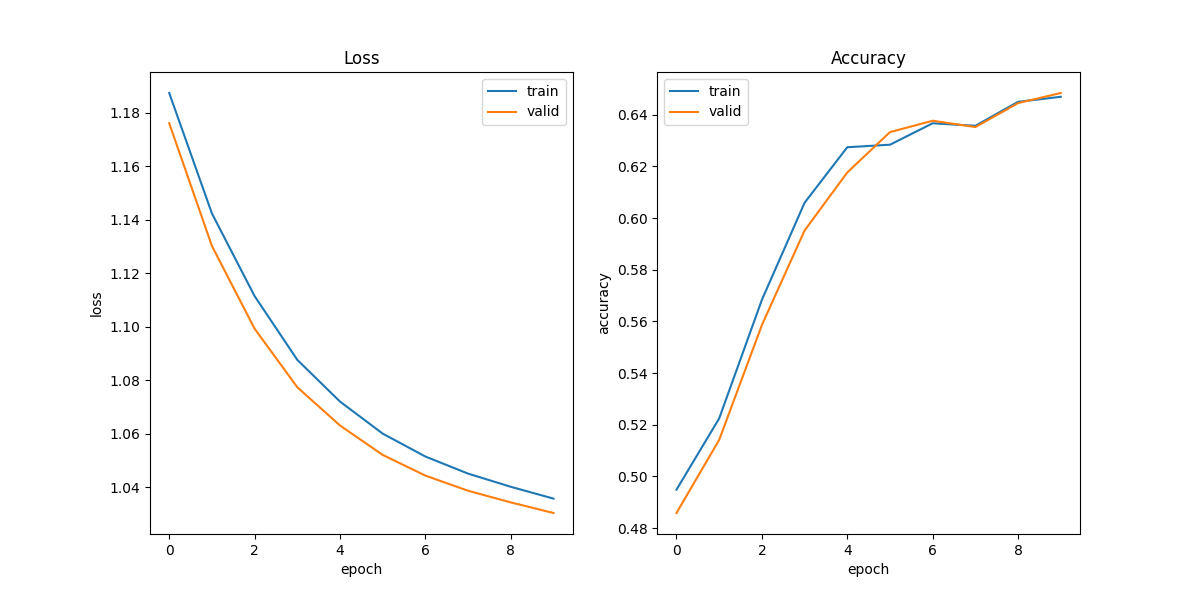 Loss
train
valid
1.18
1.16
1.14
1.12
1.10
1.08
1.06
1.04
loss
0 2 4 6 8
epoch
Accuracy
train
valid
0.64
0.62
0.60
0.58
0.56
0.54
0.52
0.50
0.48
accuracy
0 2 4 6 8
epoch